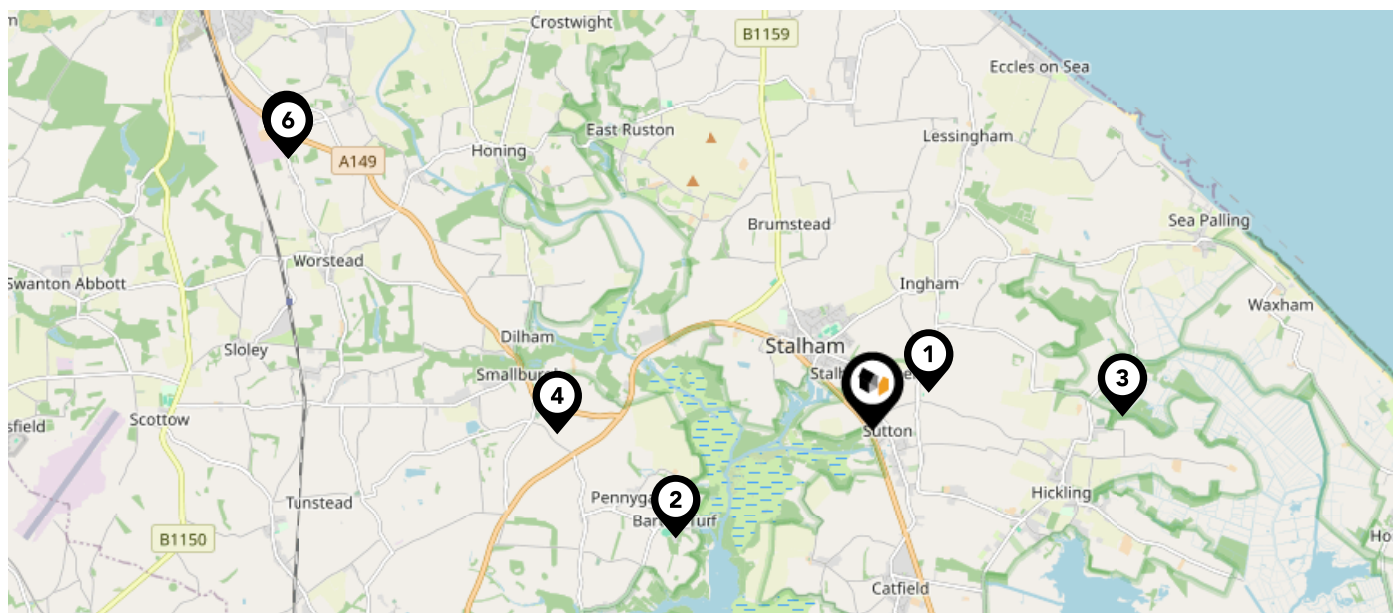 Crostwight
B1159
Eccles on Sea
6
East Ruston
Lessingham
Honing
A149
Sea Palling
Brumstead
Worstead
Swanton Abbott
Ingham
Waxham
Dilham
Stalham
Sloley
1
Smallburgh
3
4
Scottow
Sutton
sfield
2
Hickling
Tunstead
B1150
Catfield